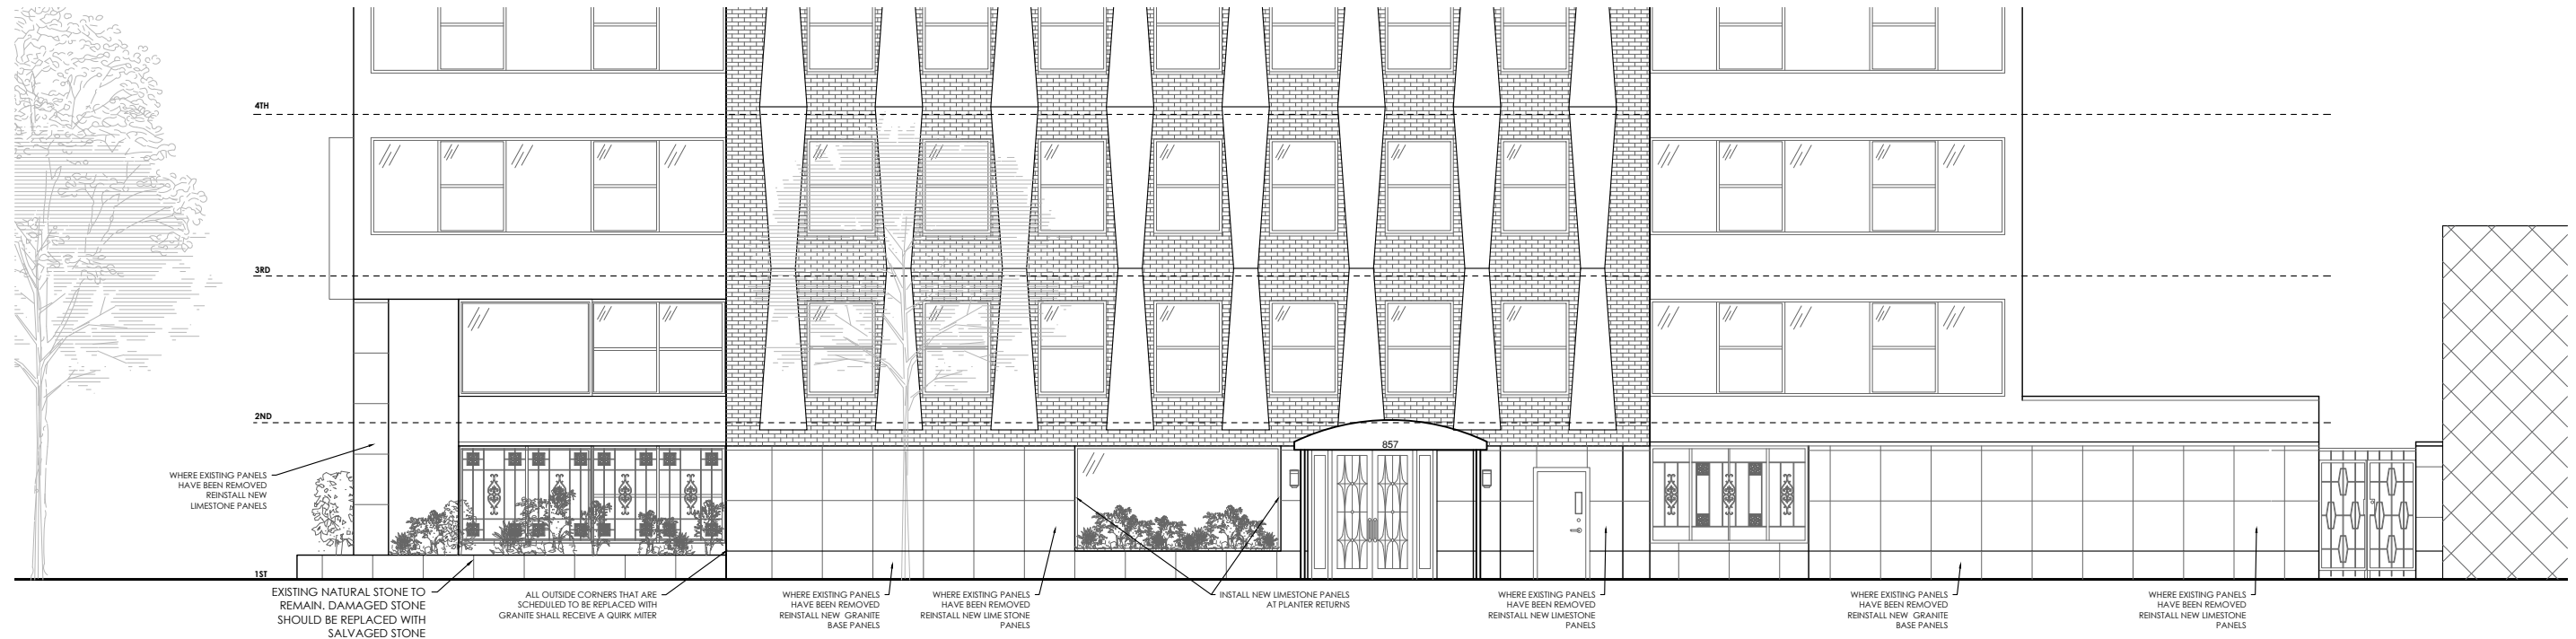 4TH
3RD
2ND
857
WHERE EXISTING PANELS
HAVE BEEN REMOVED
REINSTALL NEW
LIMESTONE PANELS
1ST
EXISTING NATURAL STONE TO
REMAIN. DAMAGED STONE
SHOULD BE REPLACED WITH
SALVAGED STONE
ALL OUTSIDE CORNERS THAT ARE
SCHEDULED TO BE REPLACED WITH
GRANITE SHALL RECEIVE A QUIRK MITER
WHERE EXISTING PANELS
HAVE BEEN REMOVED
REINSTALL NEW GRANITE
BASE PANELS
WHERE EXISTING PANELS
HAVE BEEN REMOVED
REINSTALL NEW LIME STONE
PANELS
INSTALL NEW LIMESTONE PANELS
AT PLANTER RETURNS
WHERE EXISTING PANELS
HAVE BEEN REMOVED
REINSTALL NEW LIMESTONE
PANELS
WHERE EXISTING PANELS
HAVE BEEN REMOVED
REINSTALL NEW GRANITE
BASE PANELS
WHERE EXISTING PANELS
HAVE BEEN REMOVED
REINSTALL NEW LIMESTONE
PANELS